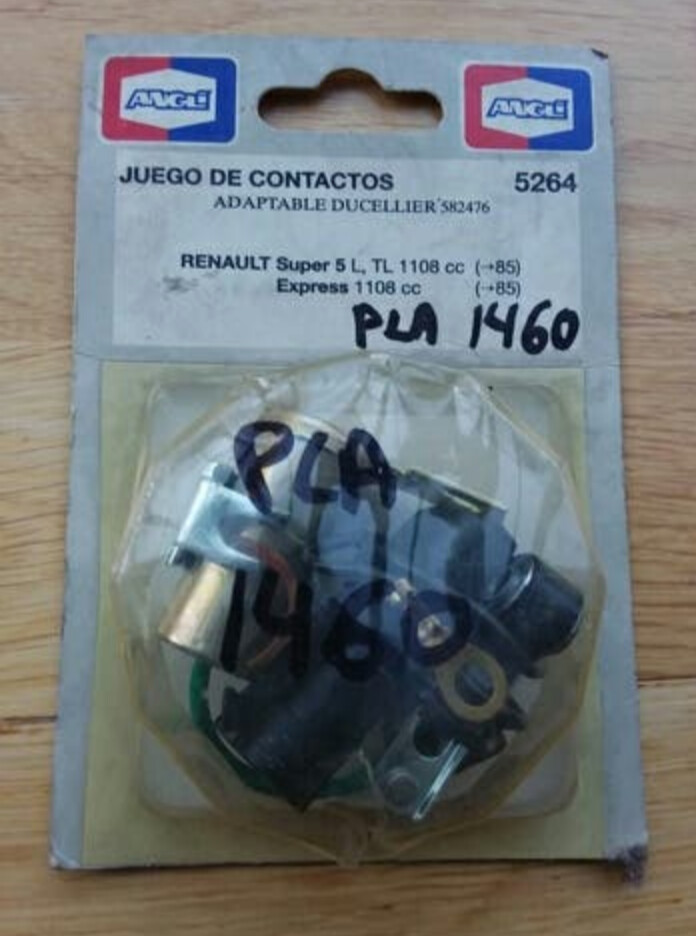 ANGLI ANGLI
JUEGO DE CONTACTOS 5264
ADAPTABLE DUCELLIER 582476
RENAULT Super 5 L, TL 1108 cc (→85)
Express 1108 cc (→85)
PLA 1460
PLA
1460